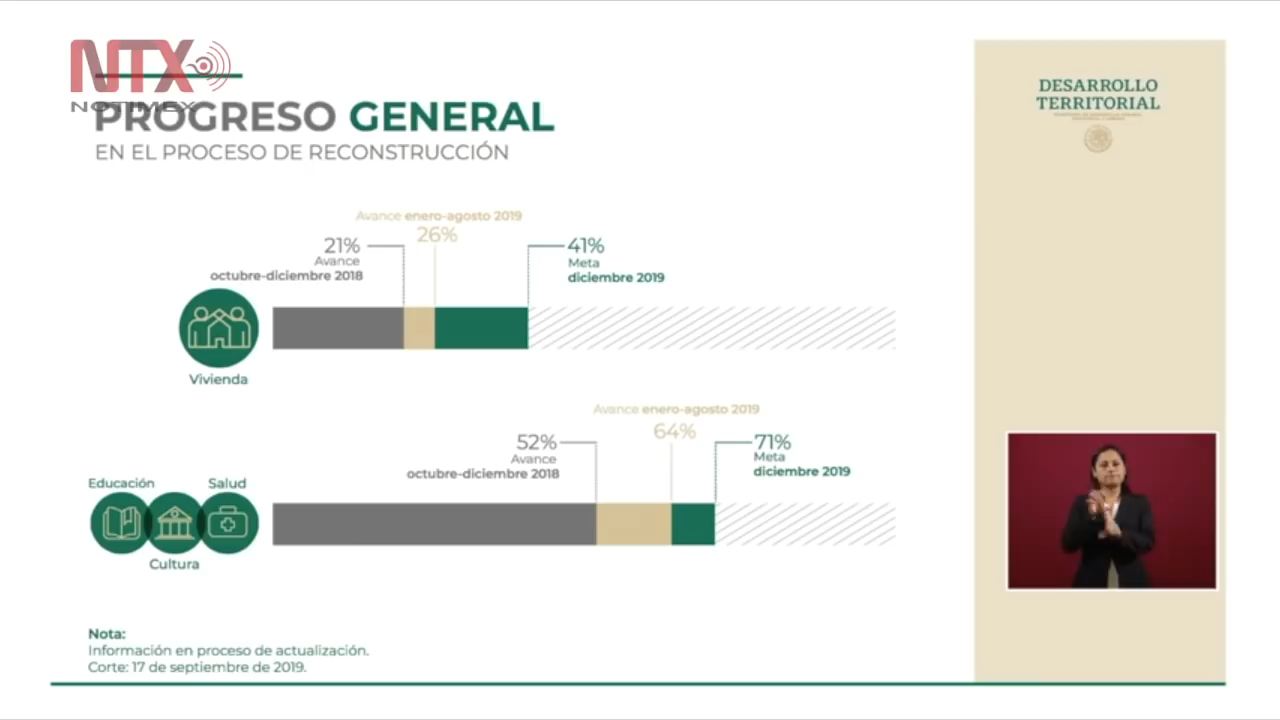 NTX
NOTIMEX
PROGRESO GENERAL
EN EL PROCESO DE RECONSTRUCCIÓN
DESARROLLO
TERRITORIAL
Avance enero-agosto 2019
26%
21%
Avance
octubre-diciembre 2018
41%
Meta
diciembre 2019
Vivienda
Avance enero-agosto 2019
64%
52%
Avance
octubre-diciembre 2018
71%
Meta
diciembre 2019
Educación
Salud
Cultura
Nota:
Información en proceso de actualización.
Corte: 17 de septiembre de 2019.